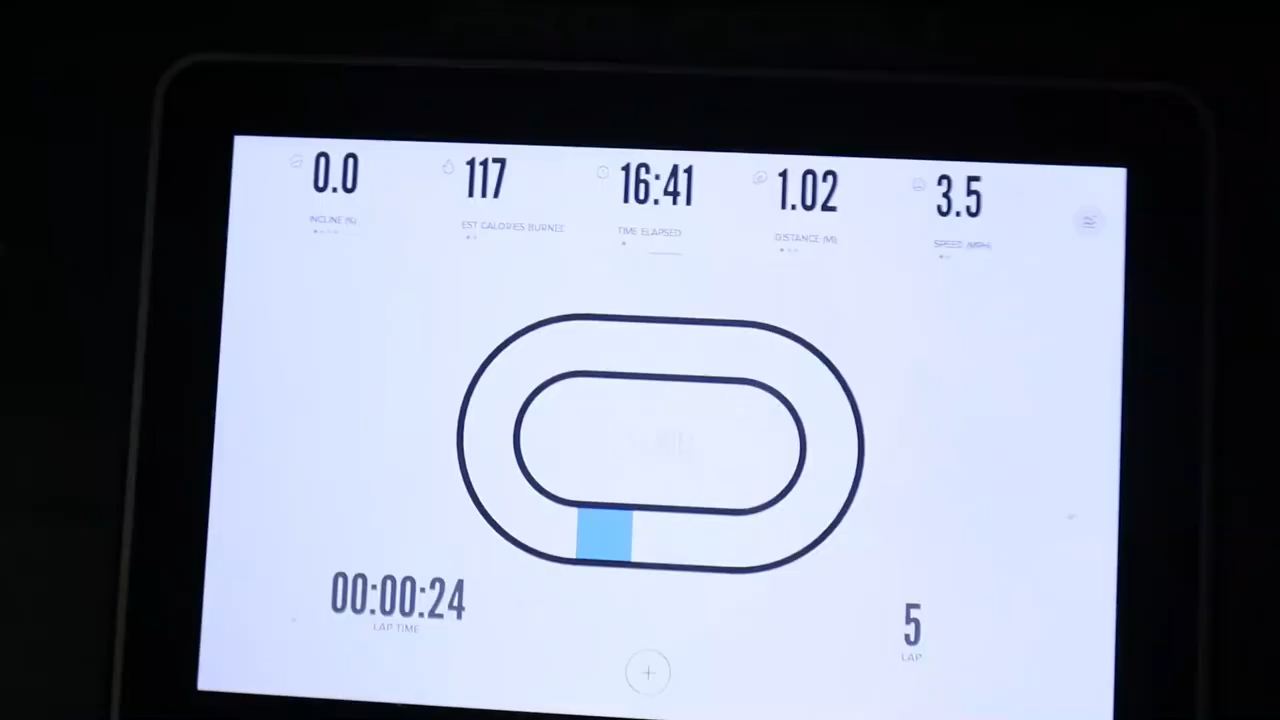 0.0 117 16:41 1.02 3.5
INCLINE (%) EST CALORIES BURNED TIME ELAPSED DISTANCE (MI) SPEED (MPH)
00:00:24
LAP TIME
5
LAP